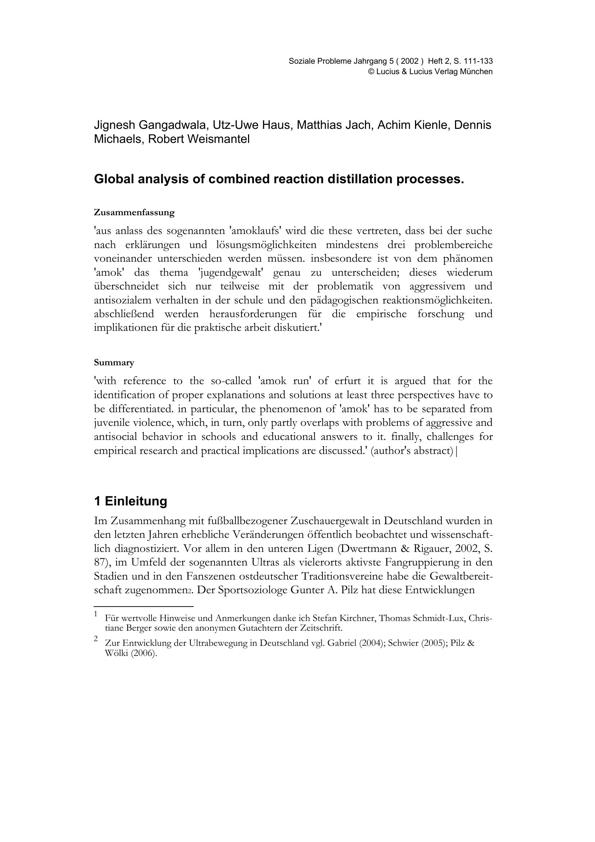 Soziale Probleme Jahrgang 5 ( 2002 ) Heft 2, S. 111-133
© Lucius & Lucius Verlag München
Jignesh Gangadwala, Utz-Uwe Haus, Matthias Jach, Achim Kienle, Dennis
Michaels, Robert Weismantel
Global analysis of combined reaction distillation processes.
Zusammenfassung
'aus anlass des sogenannten 'amoklaufs' wird die these vertreten, dass bei der suche
nach erklärungen und lösungsmöglichkeiten mindestens drei problembereiche
voneinander unterschieden werden müssen. insbesondere ist von dem phänomen
'amok' das thema 'jugendgewalt' genau zu unterscheiden; dieses wiederum
überschneidet sich nur teilweise mit der problematik von aggressivem und
antisozialem verhalten in der schule und den pädagogischen reaktionsmöglichkeiten.
abschließend werden herausforderungen für die empirische forschung und
implikationen für die praktische arbeit diskutiert.'
Summary
'with reference to the so-called 'amok run' of erfurt it is argued that for the
identification of proper explanations and solutions at least three perspectives have to
be differentiated. in particular, the phenomenon of 'amok' has to be separated from
juvenile violence, which, in turn, only partly overlaps with problems of aggressive and
antisocial behavior in schools and educational answers to it. finally, challenges for
empirical research and practical implications are discussed.' (author's abstract)|
1 Einleitung
Im Zusammenhang mit fußballbezogener Zuschauergewalt in Deutschland wurden in
den letzten Jahren erhebliche Veränderungen öffentlich beobachtet und wissenschaft-
lich diagnostiziert. Vor allem in den unteren Ligen (Dwertmann & Rigauer, 2002, S.
87), im Umfeld der sogenannten Ultras als vielerorts aktivste Fangruppierung in den
Stadien und in den Fanszenen ostdeutscher Traditionsvereine habe die Gewaltbereit-
schaft zugenommen2. Der Sportsoziologe Gunter A. Pilz hat diese Entwicklungen
1 Für wertvolle Hinweise und Anmerkungen danke ich Stefan Kirchner, Thomas Schmidt-Lux, Chris-
tiane Berger sowie den anonymen Gutachtern der Zeitschrift.
2 Zur Entwicklung der Ultrabewegung in Deutschland vgl. Gabriel (2004); Schwier (2005); Pilz &
Wölki (2006).